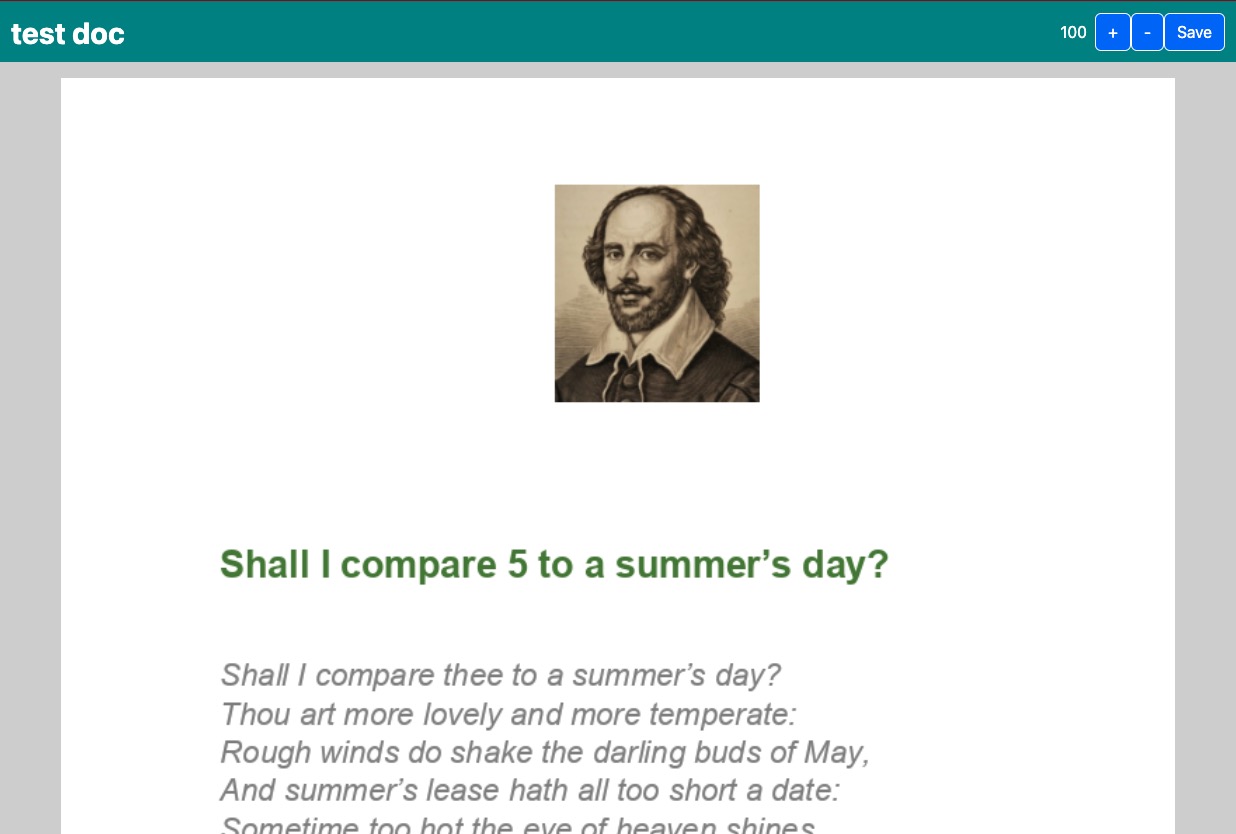 test doc
100 + - Save
Shall I compare 5 to a summer’s day?
Shall I compare thee to a summer’s day?
Thou art more lovely and more temperate:
Rough winds do shake the darling buds of May,
And summer’s lease hath all too short a date:
Sometime too hot the eye of heaven shines